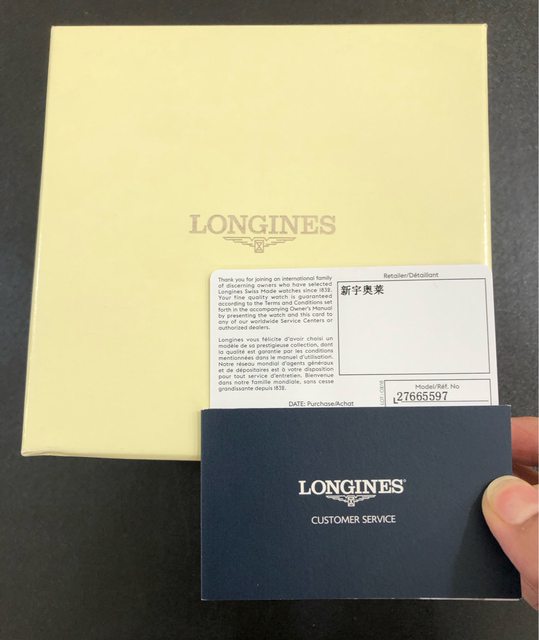 LONGINES
Thank you for joining an international family
of discerning owners who have selected
Longines Swiss Made watches since 1832.
Your fine quality watch is guaranteed
according to the Terms and Conditions set
forth in the accompanying Owner's Manual
by presenting the watch and this card to
any of our worldwide Service Centers or
authorized dealers.
Longines vous félicite d'avoir choisi un
modèle de sa prestigieuse collection, dont
la qualité est garantie par les conditions
mentionnées dans le manuel d'utilisation.
Notre réseau mondial d'agents généraux
et de dépositaires est à votre disposition
pour tout service d'entretien. Bienvenue
dans notre famille mondiale, sans cesse
grandissante depuis 1832.
DATE: Purchase/Achat
Retailer/Détaillant
新宇奥莱
Model/Réf. No
L27665597
LONGINES®
CUSTOMER SERVICE